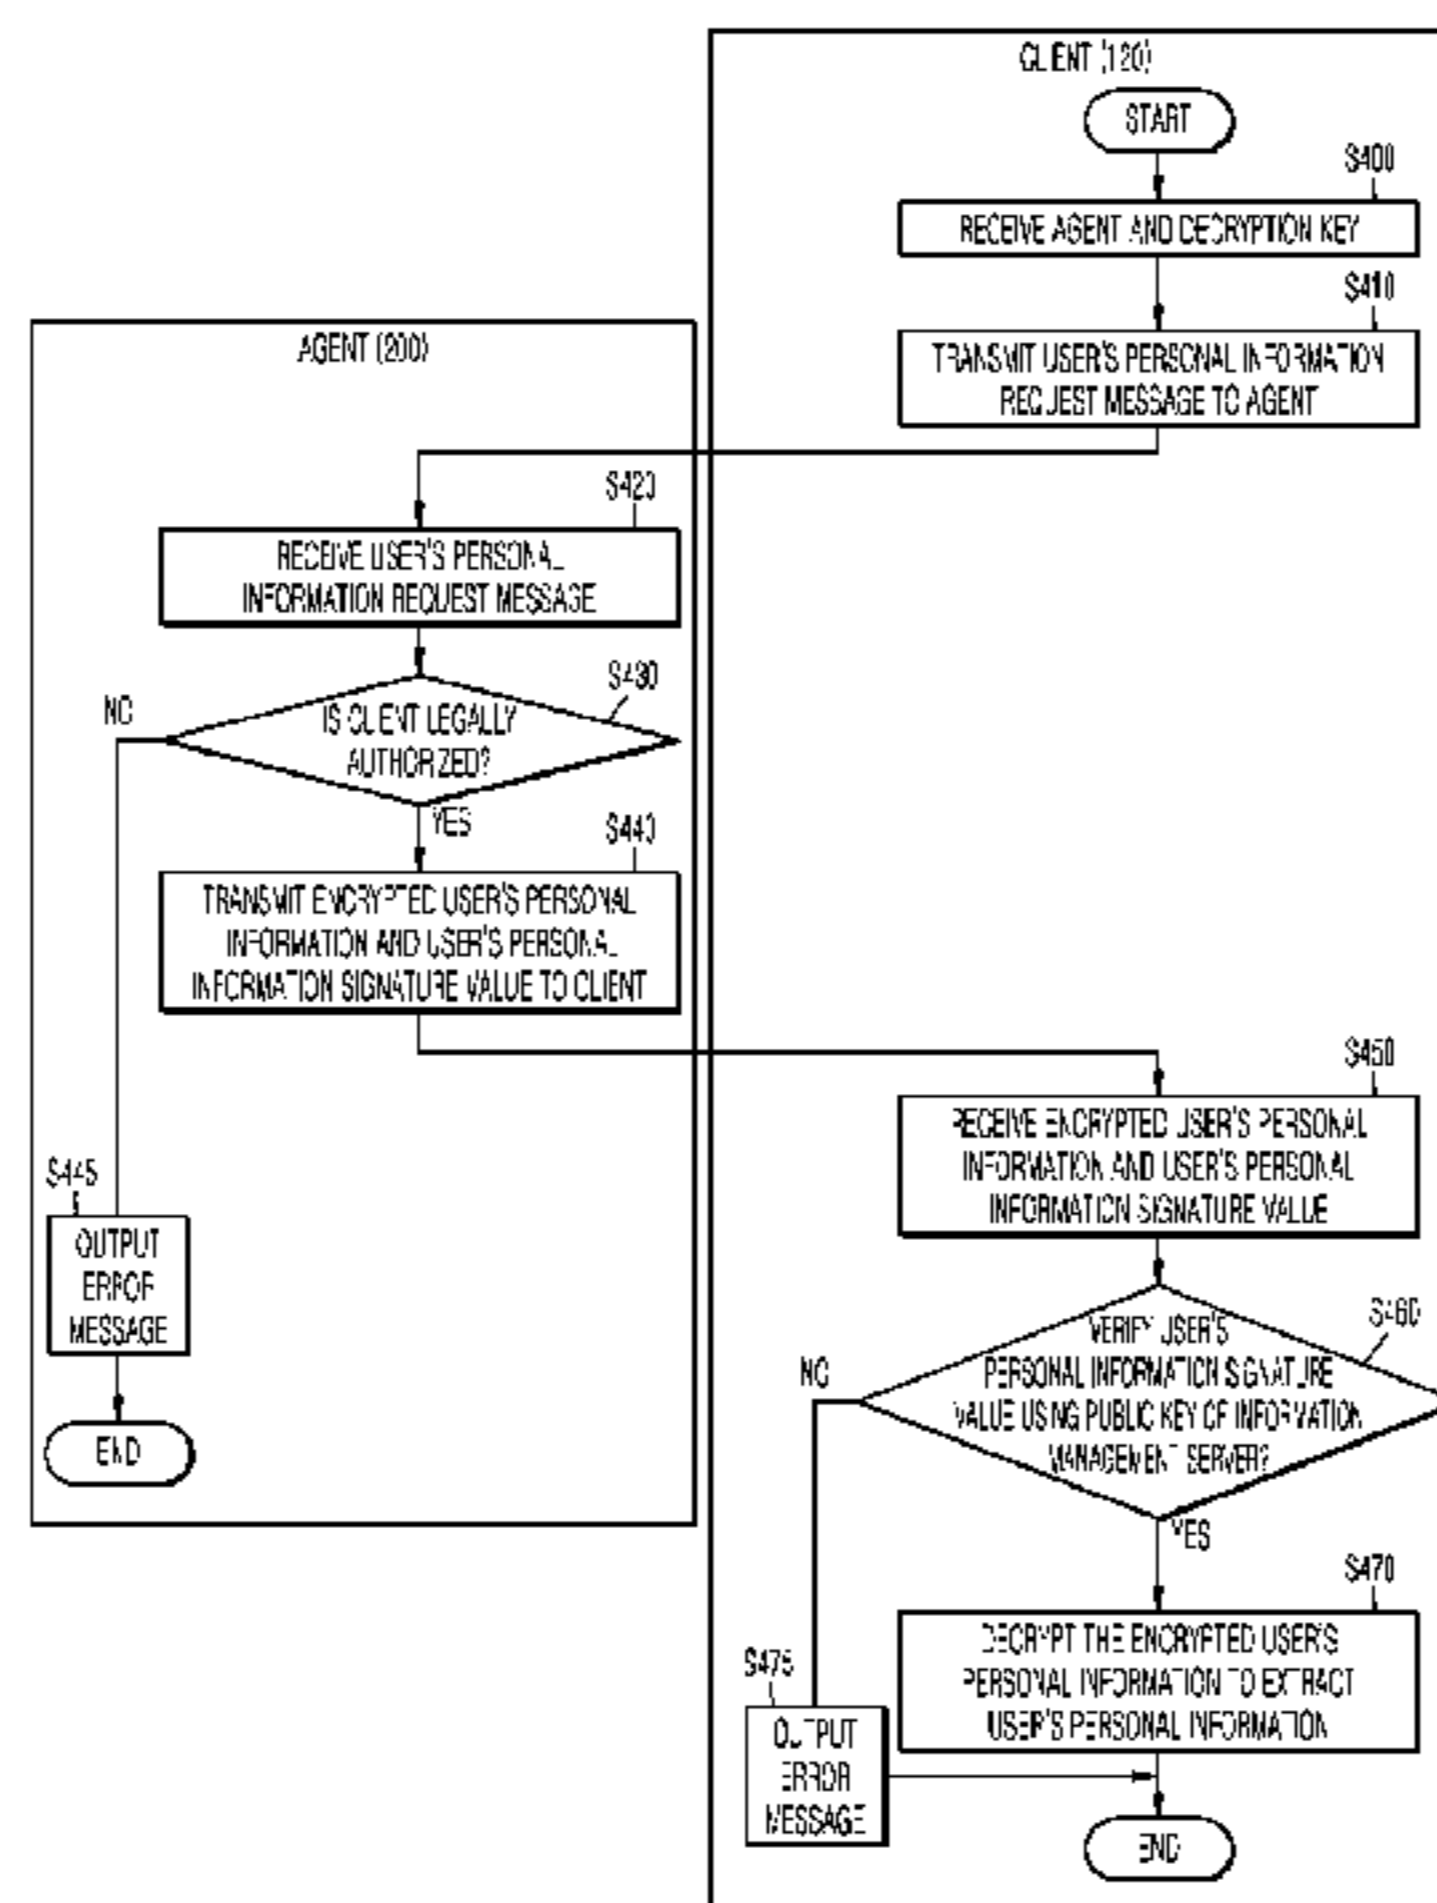 CLIENT (120)
START
S400
RECEIVE AGENT AND DECRYPTION KEY
S410
TRANSMIT USER'S PERSONAL INFORMATION
REQUEST MESSAGE TO AGENT
AGENT (200)
S420
RECEIVE USER'S PERSONAL
INFORMATION REQUEST MESSAGE
S430
IS CLIENT LEGALLY
AUTHORIZED?
NO
YES
S440
TRANSMIT ENCRYPTED USER'S PERSONAL
INFORMATION AND USER'S PERSONAL
INFORMATION SIGNATURE VALUE TO CLIENT
S445
OUTPUT
ERROR
MESSAGE
END
S450
RECEIVE ENCRYPTED USER'S PERSONAL
INFORMATION AND USER'S PERSONAL
INFORMATION SIGNATURE VALUE
S460
VERIFY USER'S
PERSONAL INFORMATION SIGNATURE
VALUE USING PUBLIC KEY OF INFORMATION
MANAGEMENT SERVER?
NO
YES
S470
DECRYPT THE ENCRYPTED USER'S
PERSONAL INFORMATION TO EXTRACT
USER'S PERSONAL INFORMATION
S475
OUTPUT
ERROR
MESSAGE
END